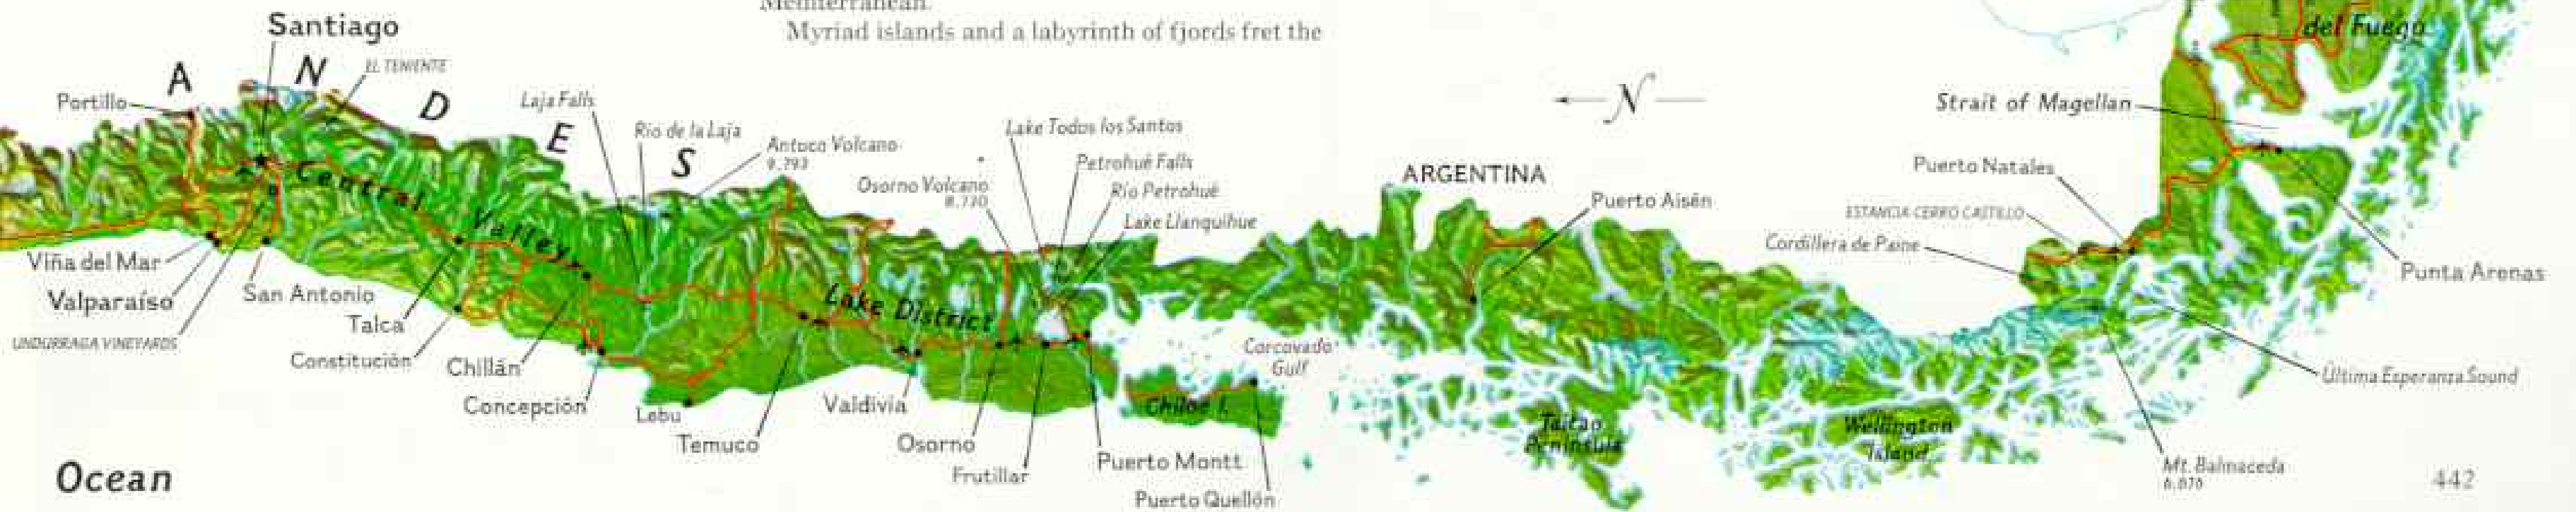 Mediterranean.
Myriad islands and a labyrinth of fjords fret the
Santiago
ANDES
EL TENIENTE
Portillo
Laja Falls
Río de la Laja
Antuco Volcano
9,793
Osorno Volcano
8,730
Lake Todos los Santos
Petrohué Falls
Río Petrohué
Lake Llanquihue
ARGENTINA
N
Puerto Aisén
del Fuego
Strait of Magellan
Puerto Natales
ESTANCIA CERRO CASTILLO
Cordillera de Paine
Punta Arenas
Central Valley
Viña del Mar
Valparaíso
UNDURRAGA VINEYARDS
San Antonio
Talca
Constitución
Chillán
Concepción
Lebu
Temuco
Lake District
Valdivia
Osorno
Frutillar
Puerto Montt
Puerto Quellón
Chiloé I.
Corcovado
Gulf
Taitao
Peninsula
Wellington
Island
Última Esperanza Sound
Mt. Balmaceda
Ocean
442